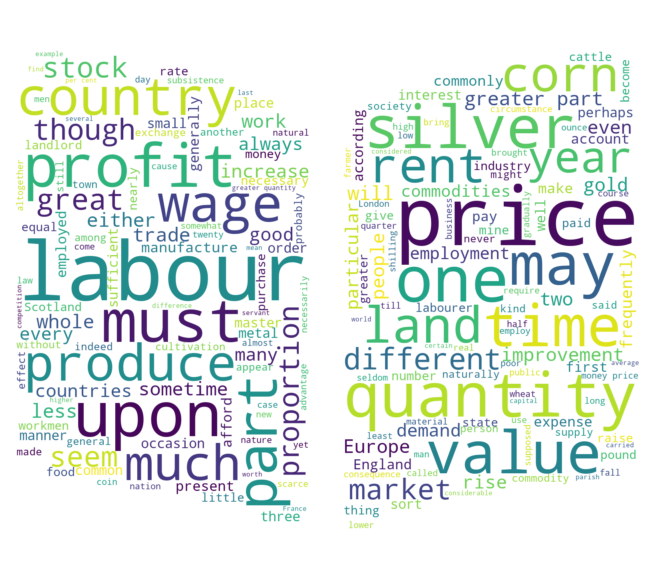 example
stock
rate
day
subsistence
find
per cent
country
last
men
several
small
place
though
exchange
another
natural
generally
work
always
landlord
money
profit
still
town
nearly
cause
increase
necessary
altogether
great
wage
greater quantity
probably
either
somewhat
equal
employed
among
trade
twenty
good
come
sufficient
manufacture
mean
order
purchase
labour
law
Scotland
difference
competition
whole
must
servant
master
necessarily
every
metal
without
indeed
cultivation
almost
many
effect
produce
appear
proportion
advantage
countries
sometime
higher
part
less
upon
afford
case
workmen
new
manner
general
occasion
nature
yet
made
seem
much
worth
food
common
scarce
coin
nation
present
little
France
three
cattle
corn
commonly
become
interest
greater part
society
perhaps
silver
circumstance
according
high
bring
even
low
ounce
account
farmer
considered
rent
brought
industry
year
might
will
commodities
make
gold
London
price
course
particular
people
give
business
mine
pay
gradually
well
paid
quarter
never
greater
shilling
employment
may
one
till
require
two
frequently
world
labourer
kind
said
land
time
half
employ
certain
real
different
improvement
poor
first
average
seldom
number
naturally
public
money price
quantity
wheat
capital
long
material
use
carried
least
demand
state
person
supposed
expense
supply
raise
Europe
man
value
pound
England
consequence
called
parish
fall
market
rise
commodity
considerable
thing
sort
lower